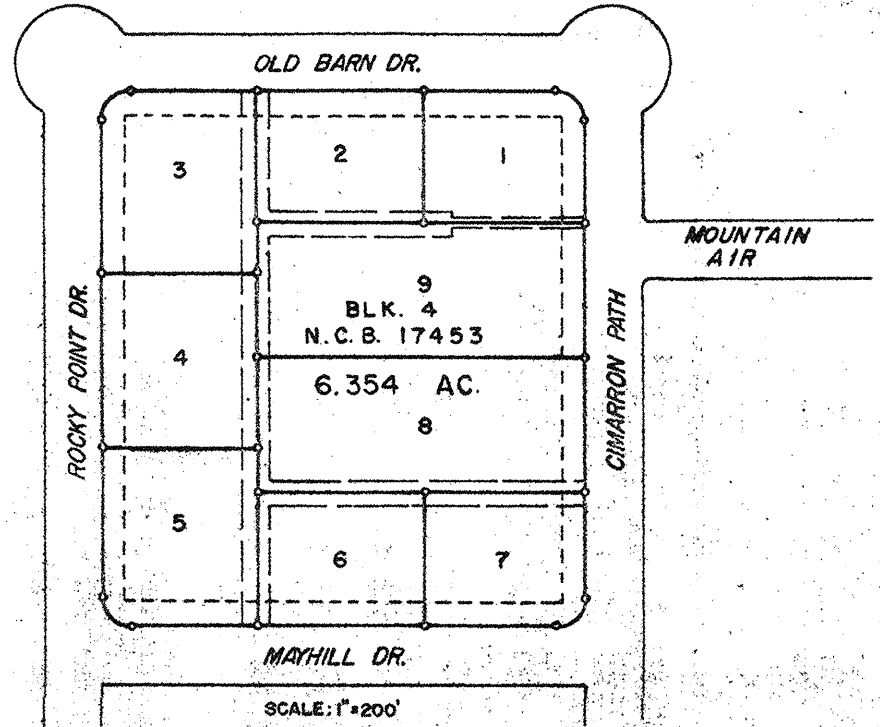 OLD BARN DR.
3
2
1
MOUNTAIN
AIR
9
BLK. 4
N.C.B. 17453
ROCKY POINT DR.
CIMARRON PATH
4
6.354 AC.
8
5
6
7
MAYHILL DR.
SCALE: 1"=200'